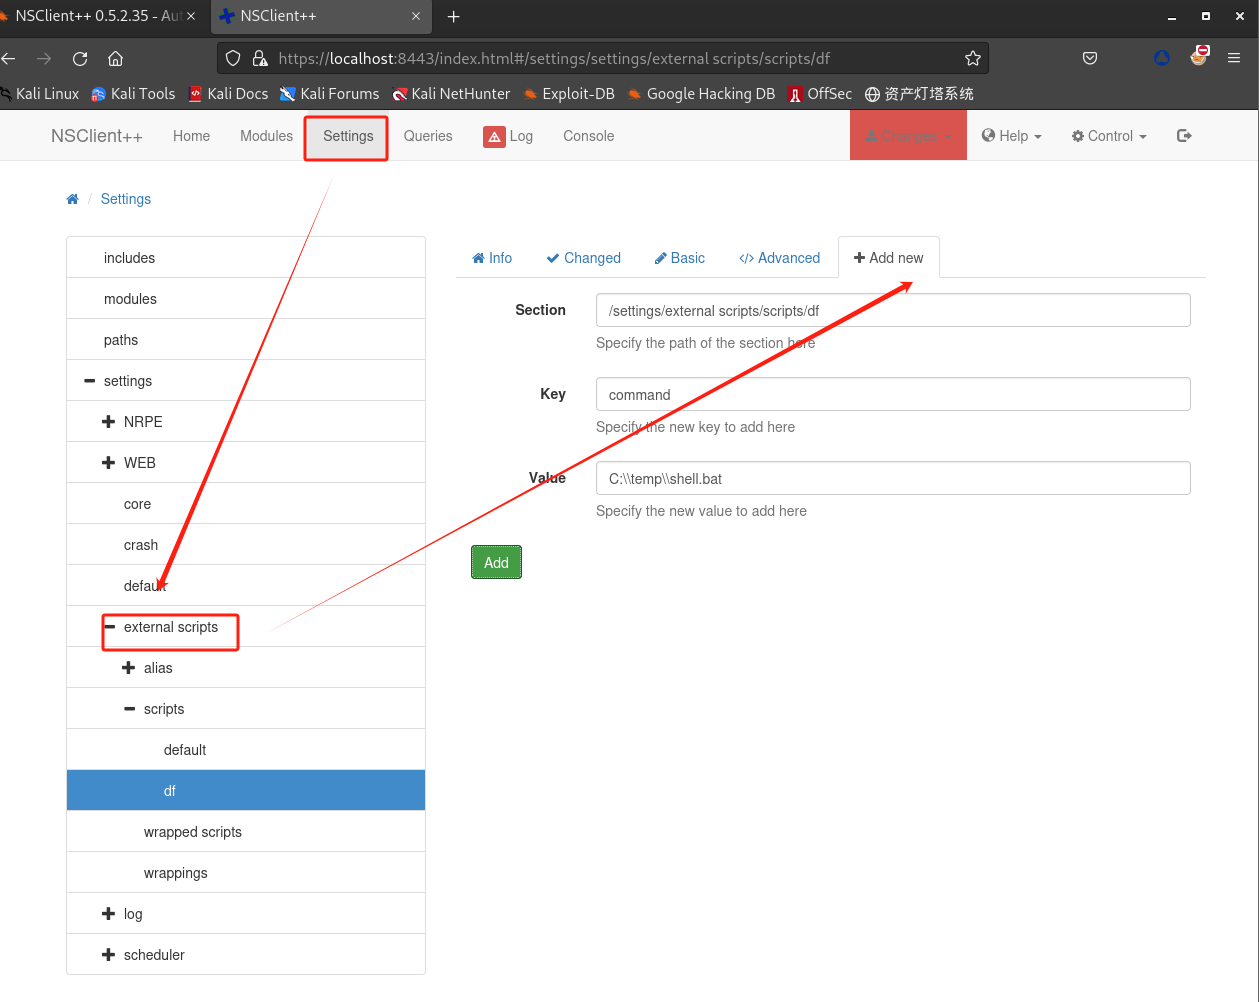 NSClient++ 0.5.2.35 - Aut
NSClient++
https://localhost:8443/index.html#/settings/settings/external scripts/scripts/df
Kali Linux Kali Tools Kali Docs Kali Forums Kali NetHunter Exploit-DB Google Hacking DB OffSec 资产灯塔系统
NSClient++ Home Modules Settings Queries Log Console Changes Help Control
/ Settings
includes
modules
paths
settings
NRPE
WEB
core
crash
default
external scripts
alias
scripts
default
df
wrapped scripts
wrappings
log
scheduler
Info Changed Basic </> Advanced Add new
Section /settings/external scripts/scripts/df
Specify the path of the section here
Key command
Specify the new key to add here
Value C:\\temp\\shell.bat
Specify the new value to add here
Add